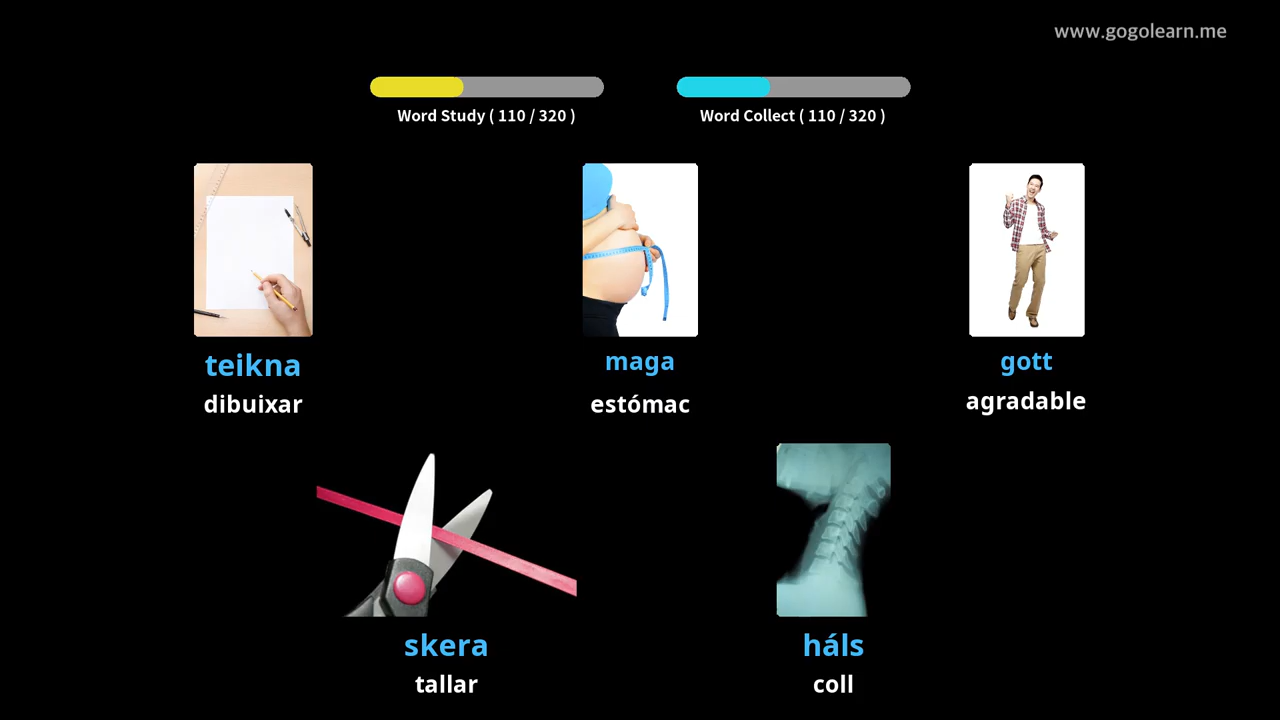 www.gogolearn.me
Word Study ( 110 / 320 )
Word Collect ( 110 / 320 )
teikna
dibuixar
maga
estómac
gott
agradable
skera
tallar
háls
coll